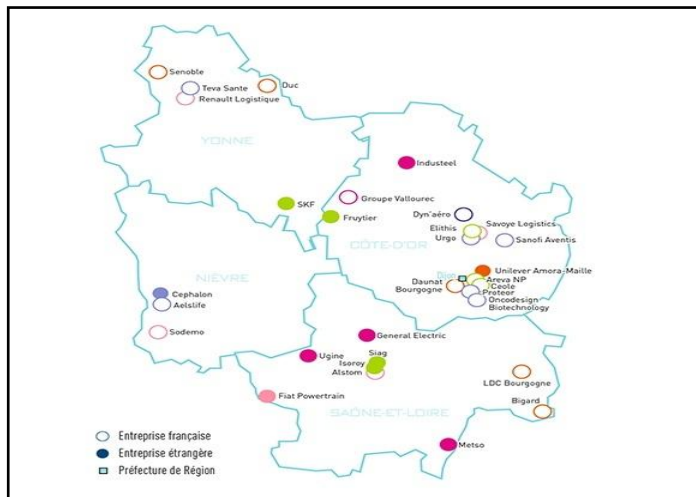 Senoble
Teva Sante
Duc
Renault Logistique
YONNE
Industeel
SKF
Groupe Vallourec
Fruytier
Dyn'aéro
Elithis
Savoye Logistics
Urgo
Sanofi Aventis
CÔTE-D'OR
NIÈVRE
Unilever Amora-Maille
Dijon
Areva NP
Daunat
Bourgogne
Céole
Proteor
Oncodesign
Biotechnology
Cephalon
Aelslife
Sodemo
General Electric
Ugine
Siag
Isoroy
Alstom
LDC Bourgogne
Fiat Powertrain
SAÔNE-ET-LOIRE
Bigard
Metso
Entreprise française
Entreprise étrangère
Préfecture de Région